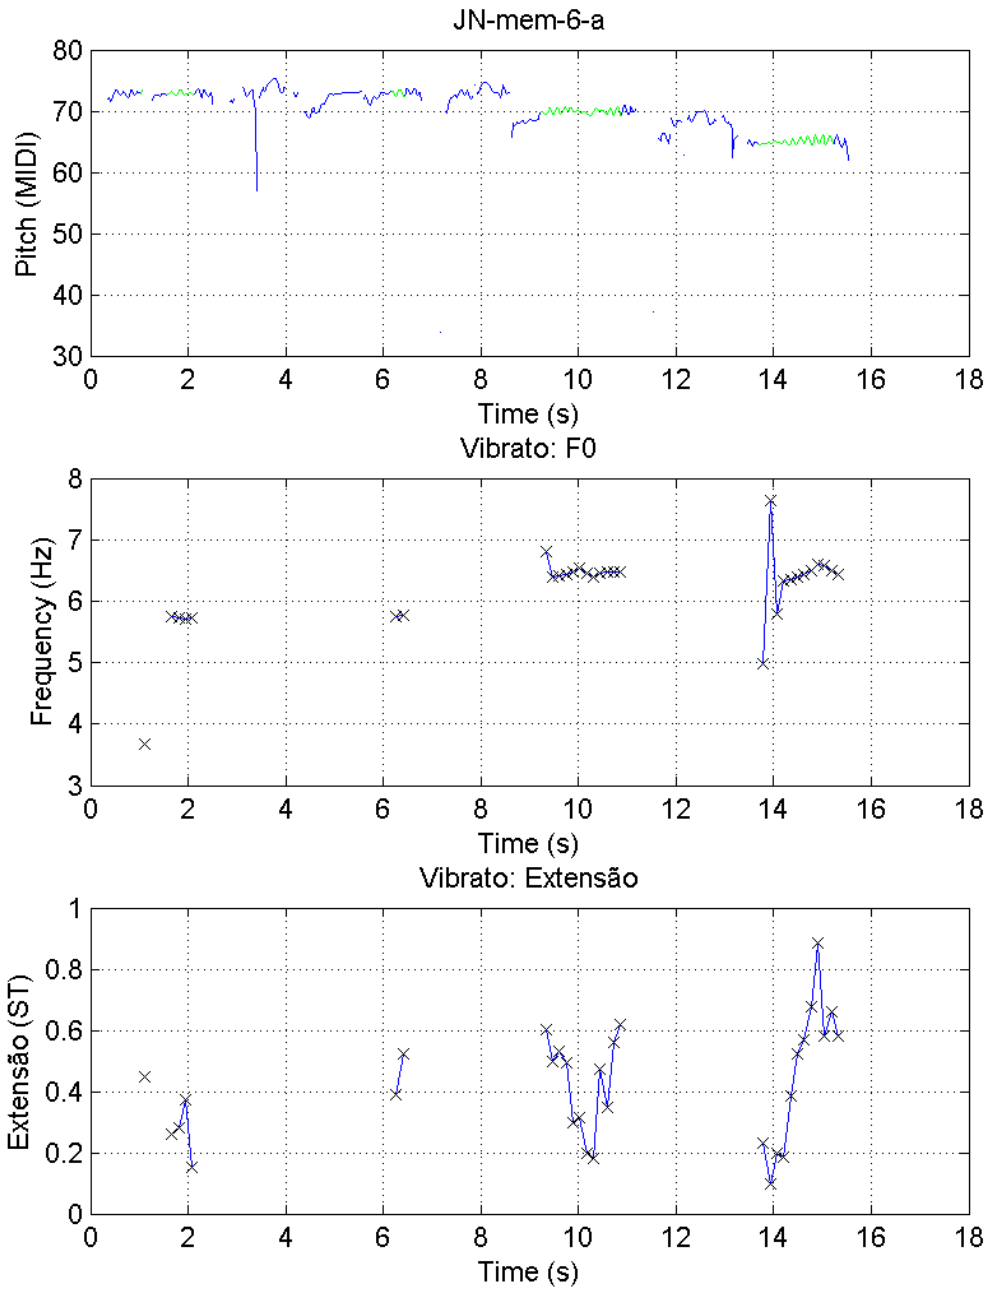 JN-mem-6-a
80
70
60
50
40
30
Pitch (MIDI)
0 2 4 6 8 10 12 14 16 18
Time (s)
Vibrato: F0
8
7
6
5
4
3
Frequency (Hz)
0 2 4 6 8 10 12 14 16 18
Time (s)
Vibrato: Extensão
1
0.8
0.6
0.4
0.2
0
Extensão (ST)
0 2 4 6 8 10 12 14 16 18
Time (s)